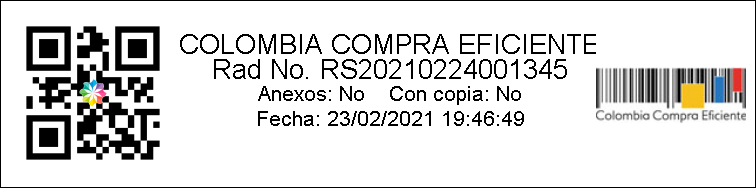 COLOMBIA COMPRA EFICIENTE
Rad No. RS20210224001345
Anexos: No    Con copia: No
Fecha: 23/02/2021 19:46:49
Colombia Compra Eficiente